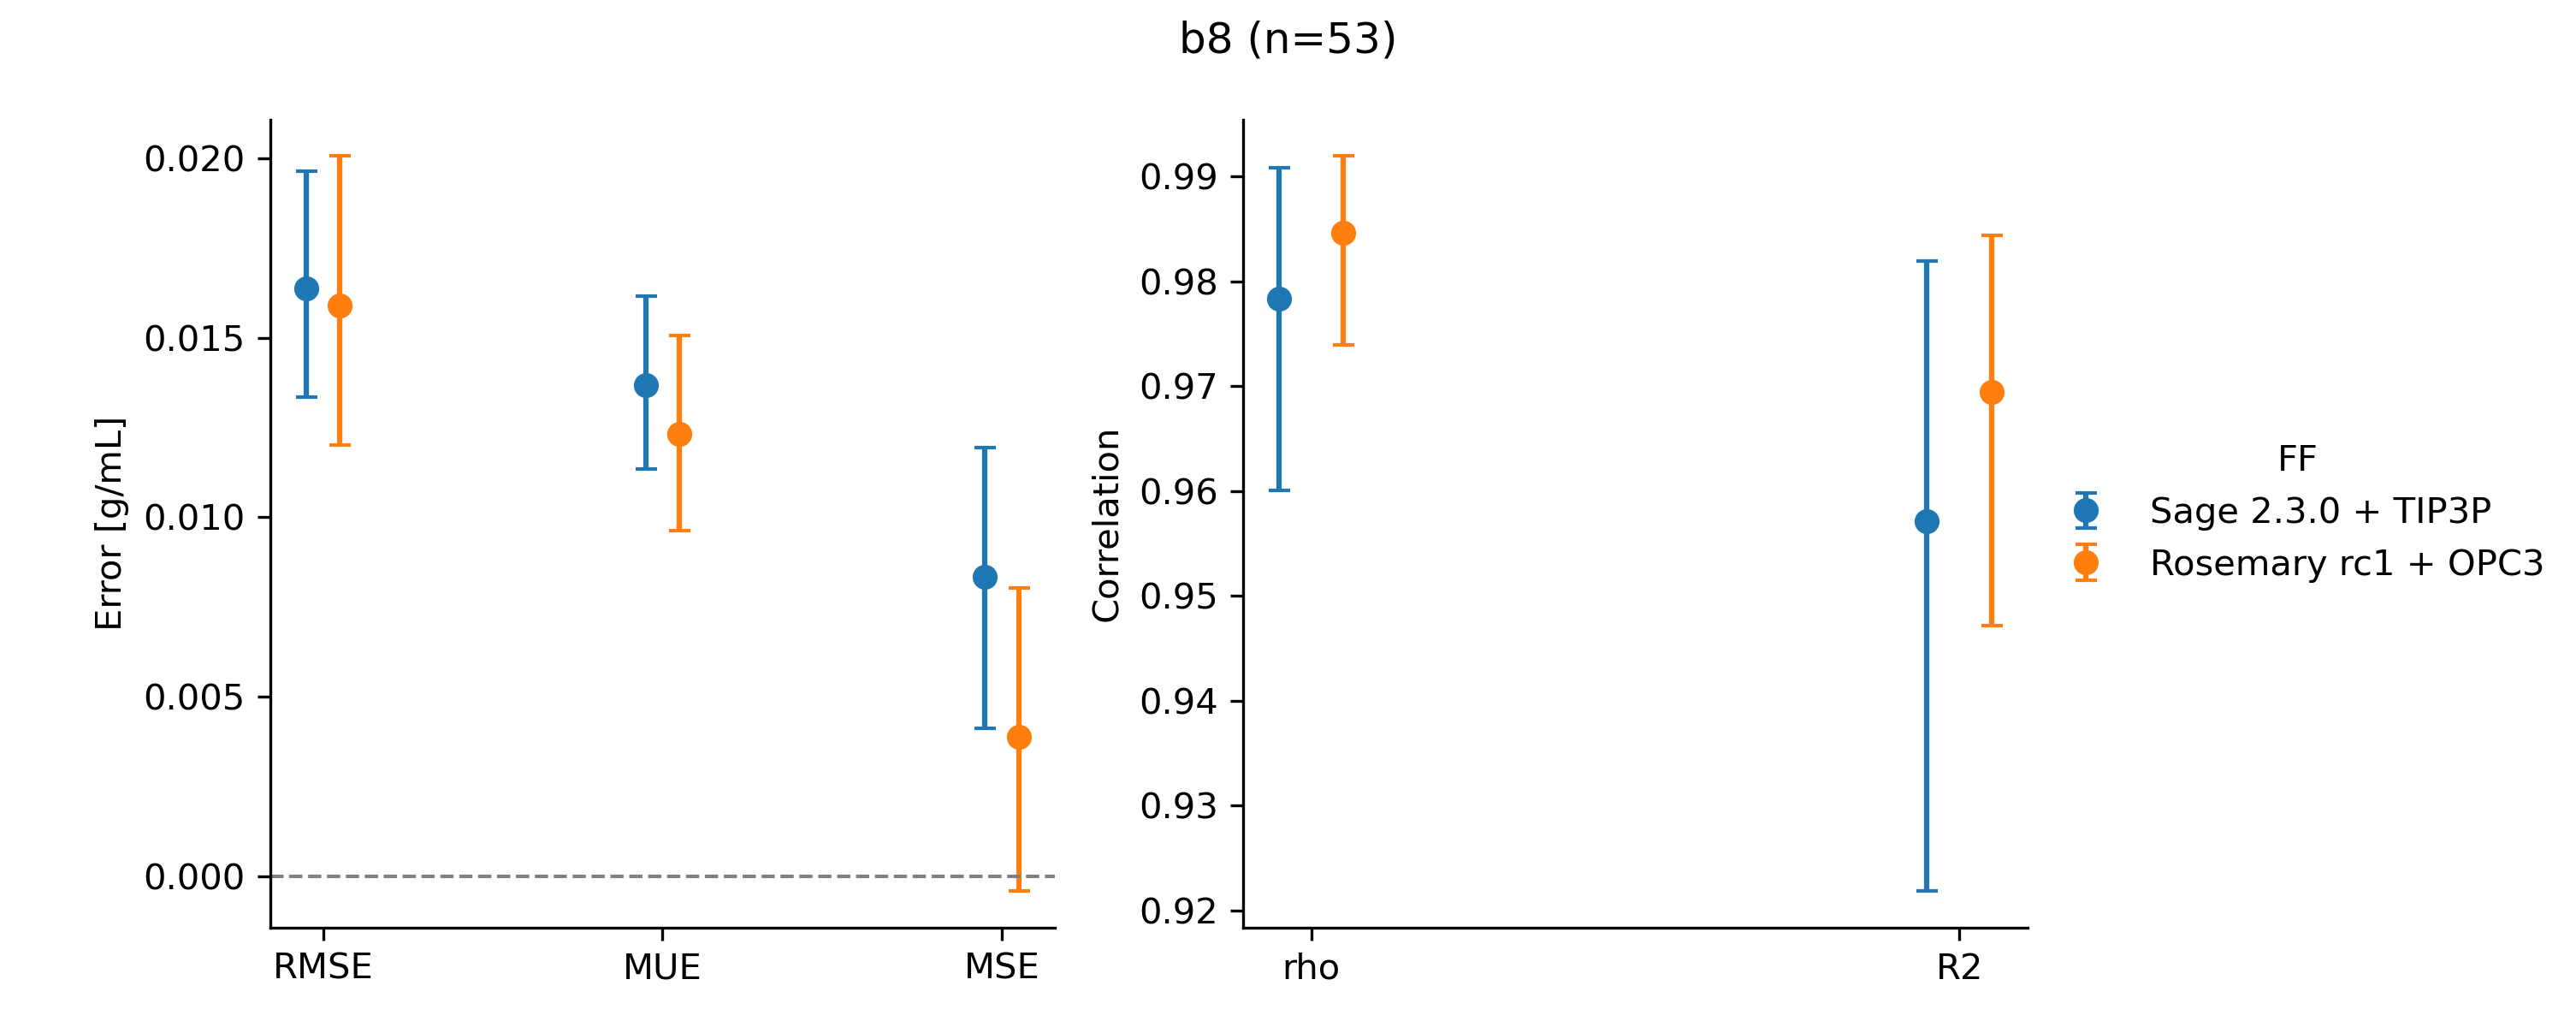 b8 (n=53)
Error [g/mL]
0.020
0.015
0.010
0.005
0.000
RMSE
MUE
MSE
Correlation
0.99
0.98
0.97
0.96
0.95
0.94
0.93
0.92
rho
R2
FF
Sage 2.3.0 + TIP3P
Rosemary rc1 + OPC3